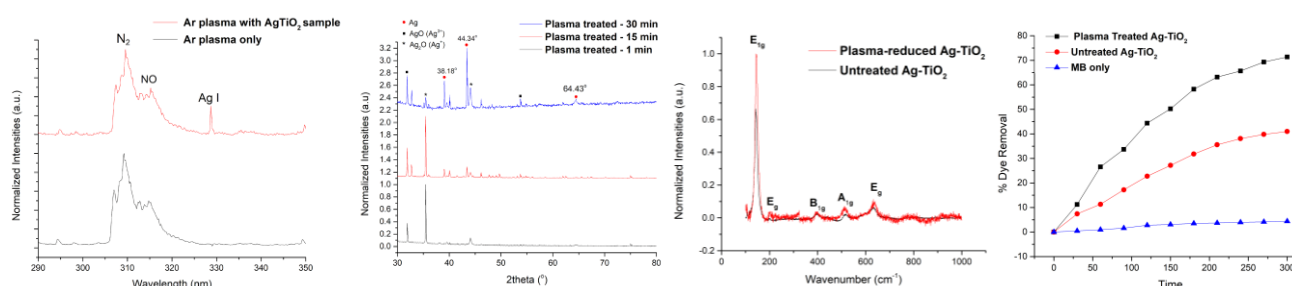 Ar plasma with AgTiO₂ sample
Ar plasma only
N₂
NO
Ag I
Normalized Intensities (a.u)
290 300 310 320 330 340 350
Wavelength (nm)
Ag
AgO (Ag²⁺)
Ag₂O (Ag⁺)
Plasma treated - 30 min
Plasma treated - 15 min
Plasma treated - 1 min
44.34°
38.18°
64.43°
Normalized Intensities (a.u.)
3.2
3.0
2.8
2.6
2.4
2.2
2.0
1.8
1.6
1.4
1.2
1.0
0.8
0.6
0.4
0.2
0.0
30 40 50 60 70 80
2theta (°)
E₁g
Plasma-reduced Ag-TiO₂
Untreated Ag-TiO₂
Eg
B₁g
A₁g
Eg
Normalized Intensities (a.u.)
1.2
1.0
0.8
0.6
0.4
0.2
0.0
-0.2
0 200 400 600 800 1000
Wavenumber (cm⁻¹)
Plasma Treated Ag-TiO₂
Untreated Ag-TiO₂
MB only
% Dye Removal
80
70
60
50
40
30
20
10
0
-10
0 50 100 150 200 250 300
Time